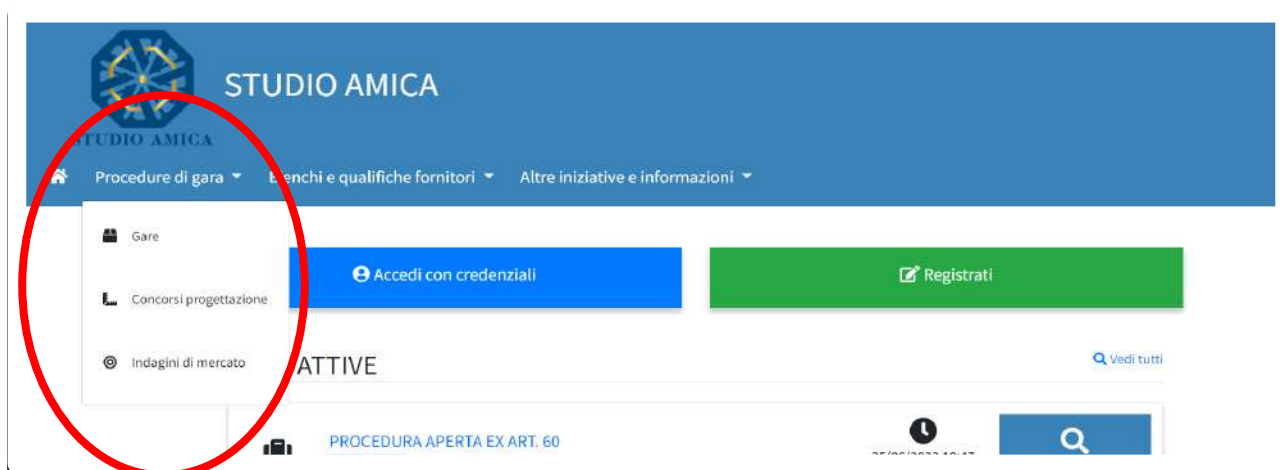 STUDIO AMICA
STUDIO AMICA
Procedure di gara
Elenchi e qualifiche fornitori
Altre iniziative e informazioni
Gare
Concorsi progettazione
Indagini di mercato
Accedi con credenziali
Registrati
ATTIVE
Vedi tutti
PROCEDURA APERTA EX ART. 60